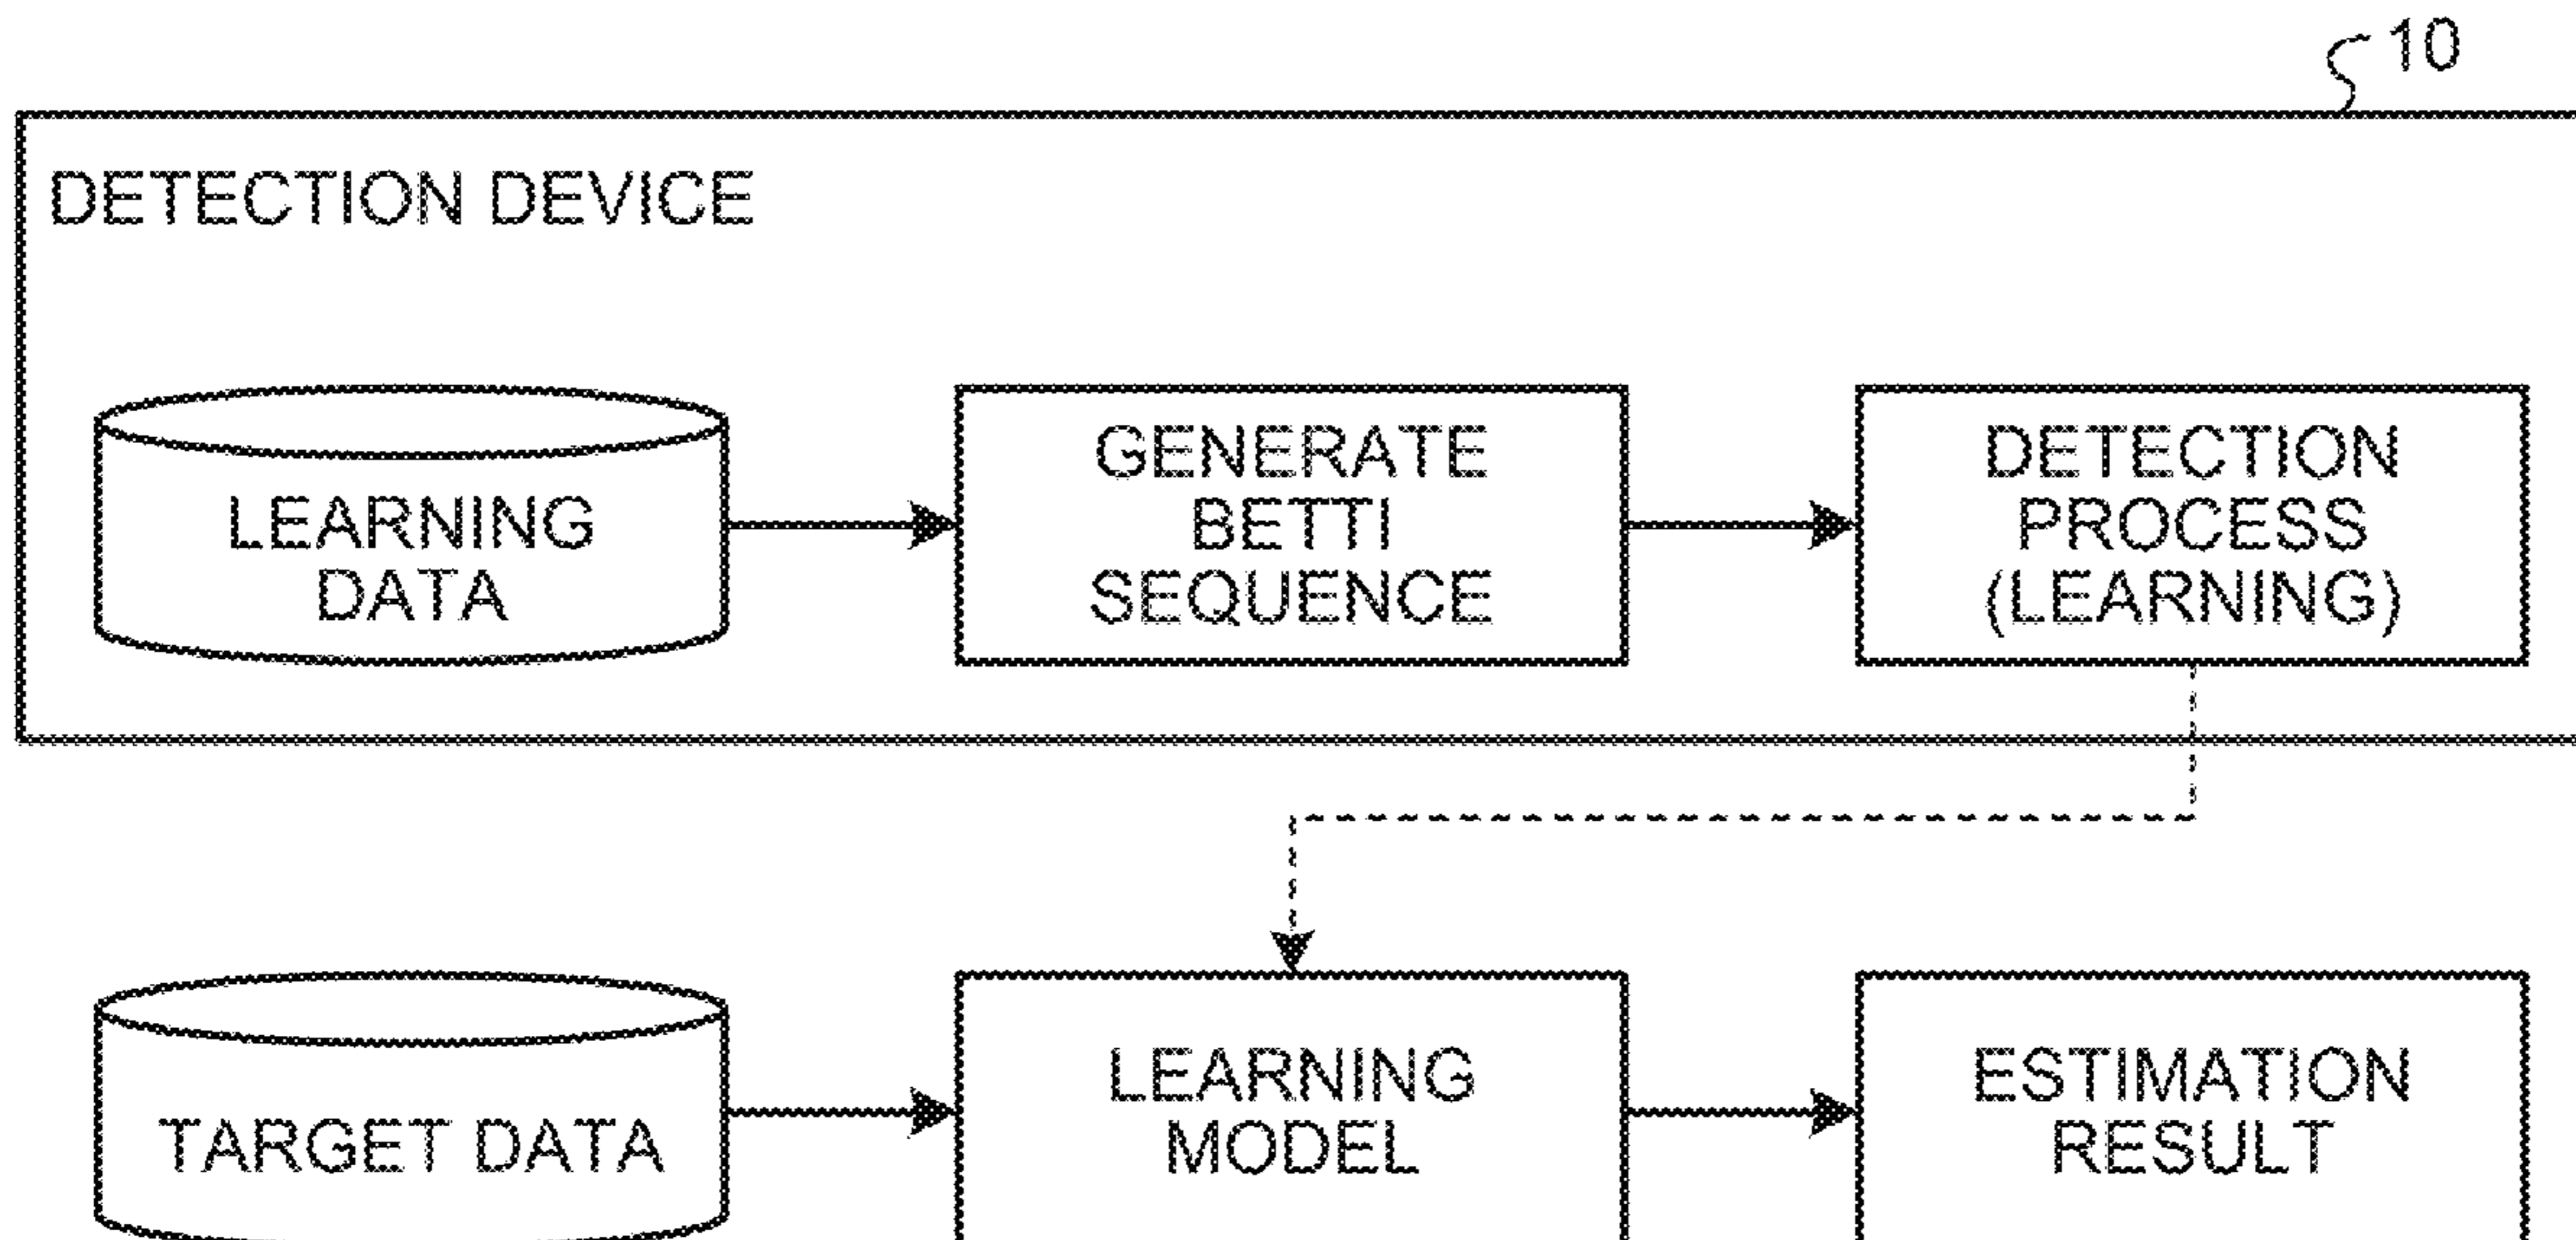 10
DETECTION DEVICE
LEARNING
DATA
GENERATE
BETTI
SEQUENCE
DETECTION
PROCESS
(LEARNING)
TARGET DATA
LEARNING
MODEL
ESTIMATION
RESULT